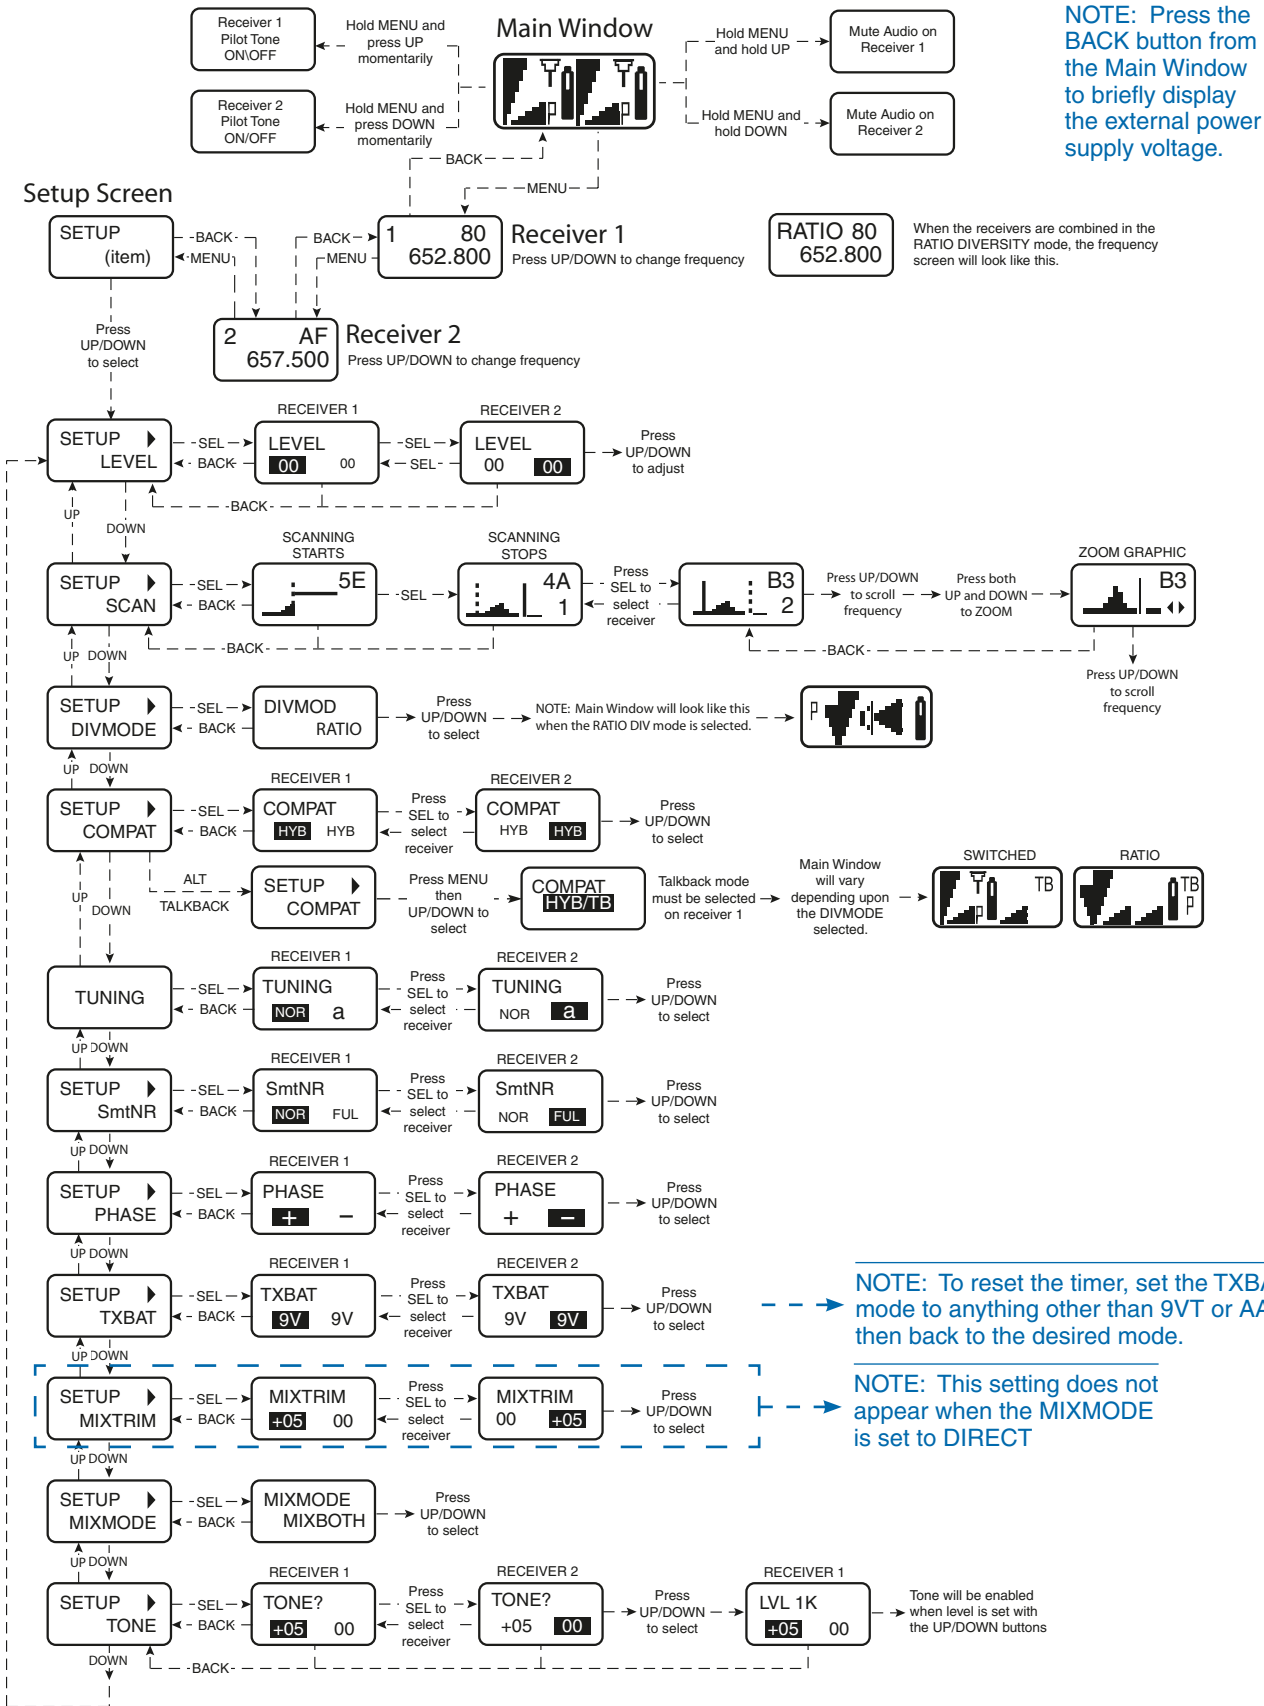 Receiver 1
Pilot Tone
ON\OFF
Hold MENU and
press UP
momentarily
Main Window
Hold MENU
and hold UP
Mute Audio on
Receiver 1
NOTE: Press the
BACK button from
the Main Window
to briefly display
the external power
supply voltage.
Receiver 2
Pilot Tone
ON/OFF
Hold MENU and
press DOWN
momentarily
P
P
Hold MENU and
hold DOWN
Mute Audio on
Receiver 2
BACK
MENU
Setup Screen
SETUP
(item)
BACK
MENU
BACK
MENU
1 80
652.800
Receiver 1
Press UP/DOWN to change frequency
RATIO 80
652.800
When the receivers are combined in the
RATIO DIVERSITY mode, the frequency
screen will look like this.
Press
UP/DOWN
to select
2 AF
657.500
Receiver 2
Press UP/DOWN to change frequency
RECEIVER 1
RECEIVER 2
SETUP
LEVEL
SEL
BACK
LEVEL
00 00
SEL
SEL
LEVEL
00 00
Press
UP/DOWN
to adjust
BACK
UP
DOWN
SCANNING
STARTS
SCANNING
STOPS
ZOOM GRAPHIC
SETUP
SCAN
SEL
BACK
5E
SEL
4A
1
Press
SEL to
select
receiver
B3
2
Press UP/DOWN
to scroll
frequency
Press both
UP and DOWN
to ZOOM
B3
BACK
BACK
Press UP/DOWN
to scroll
frequency
UP
DOWN
SETUP
DIVMODE
SEL
BACK
DIVMOD
RATIO
Press
UP/DOWN
to select
NOTE: Main Window will look like this
when the RATIO DIV mode is selected.
P
UP
DOWN
RECEIVER 1
RECEIVER 2
SETUP
COMPAT
SEL
BACK
COMPAT
HYB HYB
Press
SEL to
select
receiver
COMPAT
HYB HYB
Press
UP/DOWN
to select
UP
DOWN
ALT
TALKBACK
SETUP
COMPAT
Press MENU
then
UP/DOWN to
select
COMPAT
HYB/TB
Talkback mode
must be selected
on receiver 1
Main Window
will vary
depending upon
the DIVMODE
selected.
SWITCHED
TB
P
RATIO
TB
P
RECEIVER 1
RECEIVER 2
TUNING
SEL
BACK
TUNING
NOR a
Press
SEL to
select
receiver
TUNING
NOR a
Press
UP/DOWN
to select
UP
DOWN
RECEIVER 1
RECEIVER 2
SETUP
SmtNR
SEL
BACK
SmtNR
NOR FUL
Press
SEL to
select
receiver
SmtNR
NOR FUL
Press
UP/DOWN
to select
UP
DOWN
RECEIVER 1
RECEIVER 2
SETUP
PHASE
SEL
BACK
PHASE
+ −
Press
SEL to
select
receiver
PHASE
+ −
Press
UP/DOWN
to select
UP
DOWN
RECEIVER 1
RECEIVER 2
SETUP
TXBAT
SEL
BACK
TXBAT
9V 9V
Press
SEL to
select
receiver
TXBAT
9V 9V
Press
UP/DOWN
to select
NOTE: To reset the timer, set the TXBA
mode to anything other than 9VT or AA
then back to the desired mode.
UP
DOWN
SETUP
MIXTRIM
SEL
BACK
MIXTRIM
+05 00
Press
SEL to
select
receiver
MIXTRIM
00 +05
Press
UP/DOWN
to select
NOTE: This setting does not
appear when the MIXMODE
is set to DIRECT
UP
DOWN
SETUP
MIXMODE
SEL
BACK
MIXMODE
MIXBOTH
Press
UP/DOWN
to select
UP
DOWN
RECEIVER 1
RECEIVER 2
RECEIVER 1
SETUP
TONE
SEL
BACK
TONE?
+05 00
Press
SEL to
select
receiver
TONE?
+05 00
Press
UP/DOWN
to select
LVL 1K
+05 00
Tone will be enabled
when level is set with
the UP/DOWN buttons
DOWN
BACK